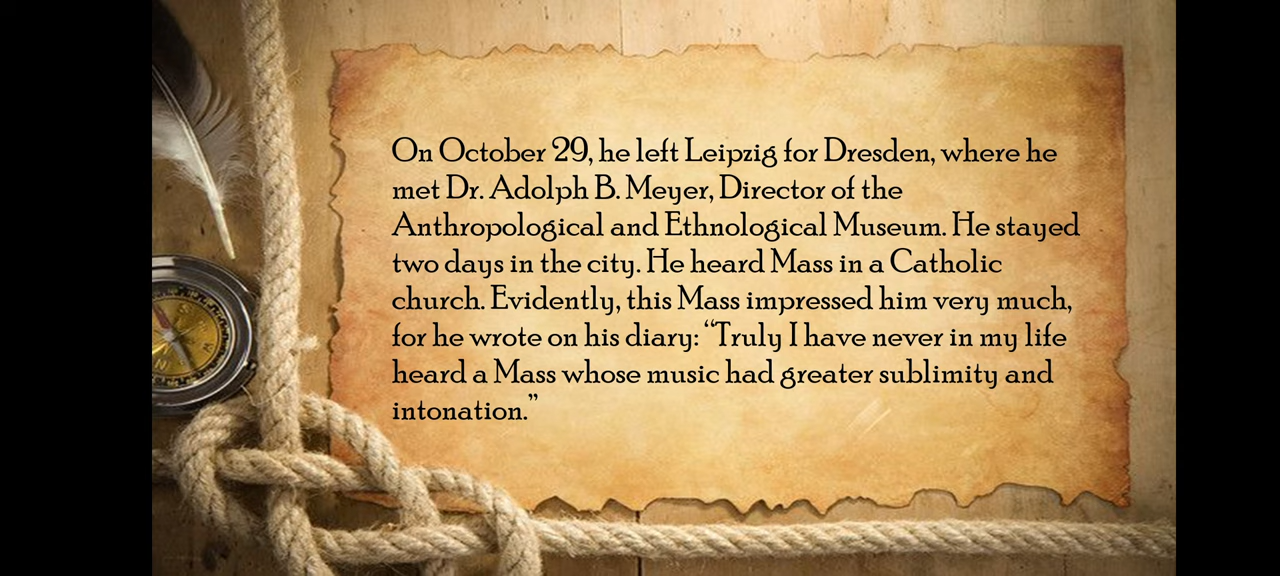 On October 29, he left Leipzig for Dresden, where he
met Dr. Adolph B. Meyer, Director of the
Anthropological and Ethnological Museum. He stayed
two days in the city. He heard Mass in a Catholic
church. Evidently, this Mass impressed him very much,
for he wrote on his diary: “Truly I have never in my life
heard a Mass whose music had greater sublimity and
intonation.”